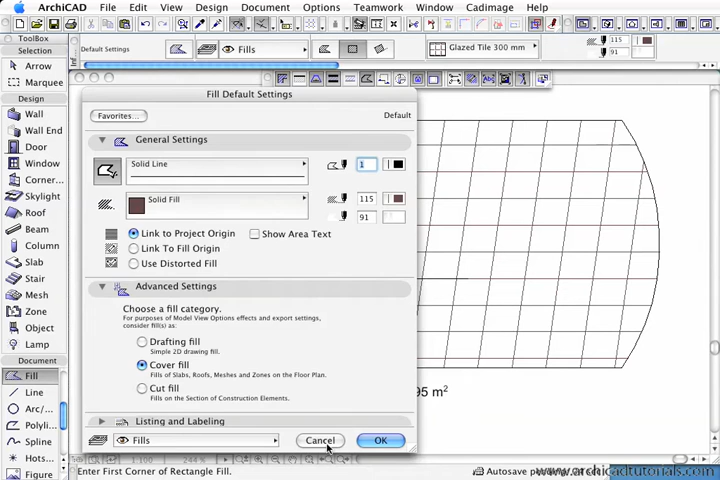 ArchiCAD File Edit View Design Document Options Teamwork Window Cadimage Help
ToolBox
Selection
Arrow
Marquee
Design
Wall
Wall End
Door
Window
Corner...
Skylight
Roof
Beam
Column
Slab
Stair
Mesh
Zone
Object
Lamp
Document
Fill
Line
Arc/...
Polyli...
Spline
Hots...
Figure
Default Settings
Fills
Glazed Tile 300 mm
115
91
Fill Default Settings
Favorites...
Default
General Settings
Solid Line
1
Solid Fill
115
91
Link to Project Origin
Show Area Text
Link To Fill Origin
Use Distorted Fill
Advanced Settings
Choose a fill category.
For purposes of Model View Options effects and export settings,
consider fill(s) as:
Drafting fill
Simple 2D drawing fill.
Cover fill
Fills of Slabs, Roofs, Meshes and Zones on the Floor Plan.
Cut fill
Fills on the Section of Construction Elements.
Listing and Labeling
Fills
Cancel
OK
95 m²
1:100
Enter First Corner of Rectangle Fill.
Autosave
www.archicadtutorials.com